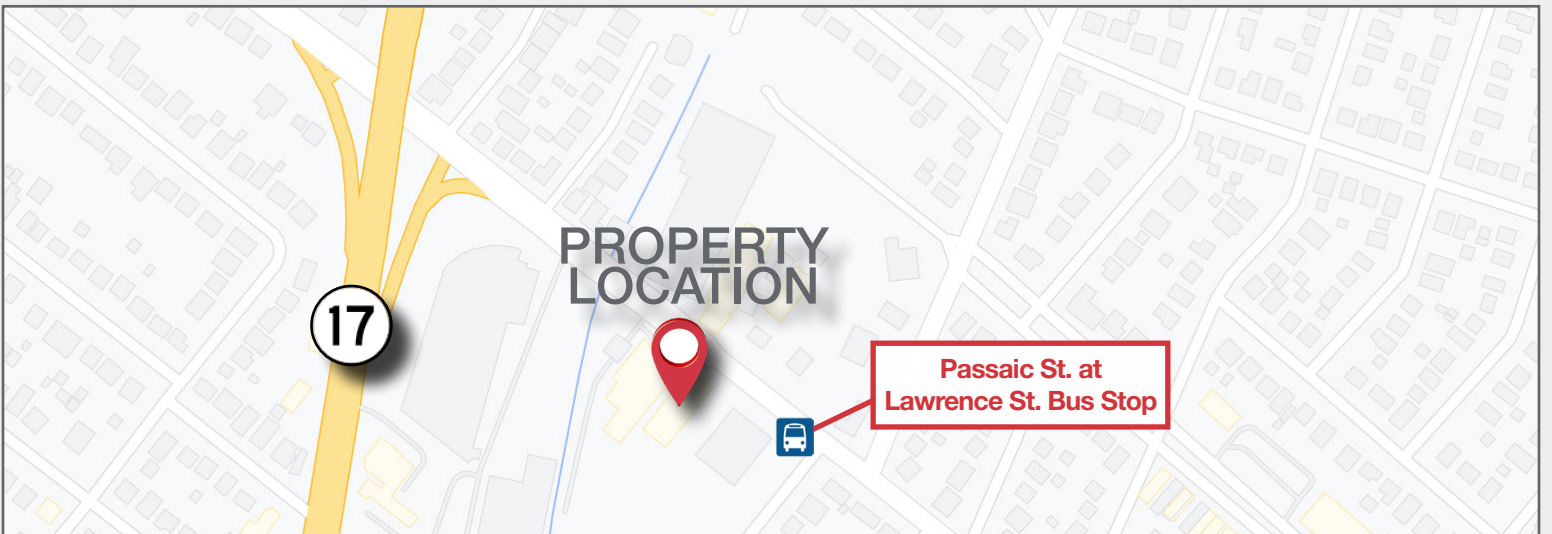 PROPERTY
LOCATION
17
Passaic St. at
Lawrence St. Bus Stop